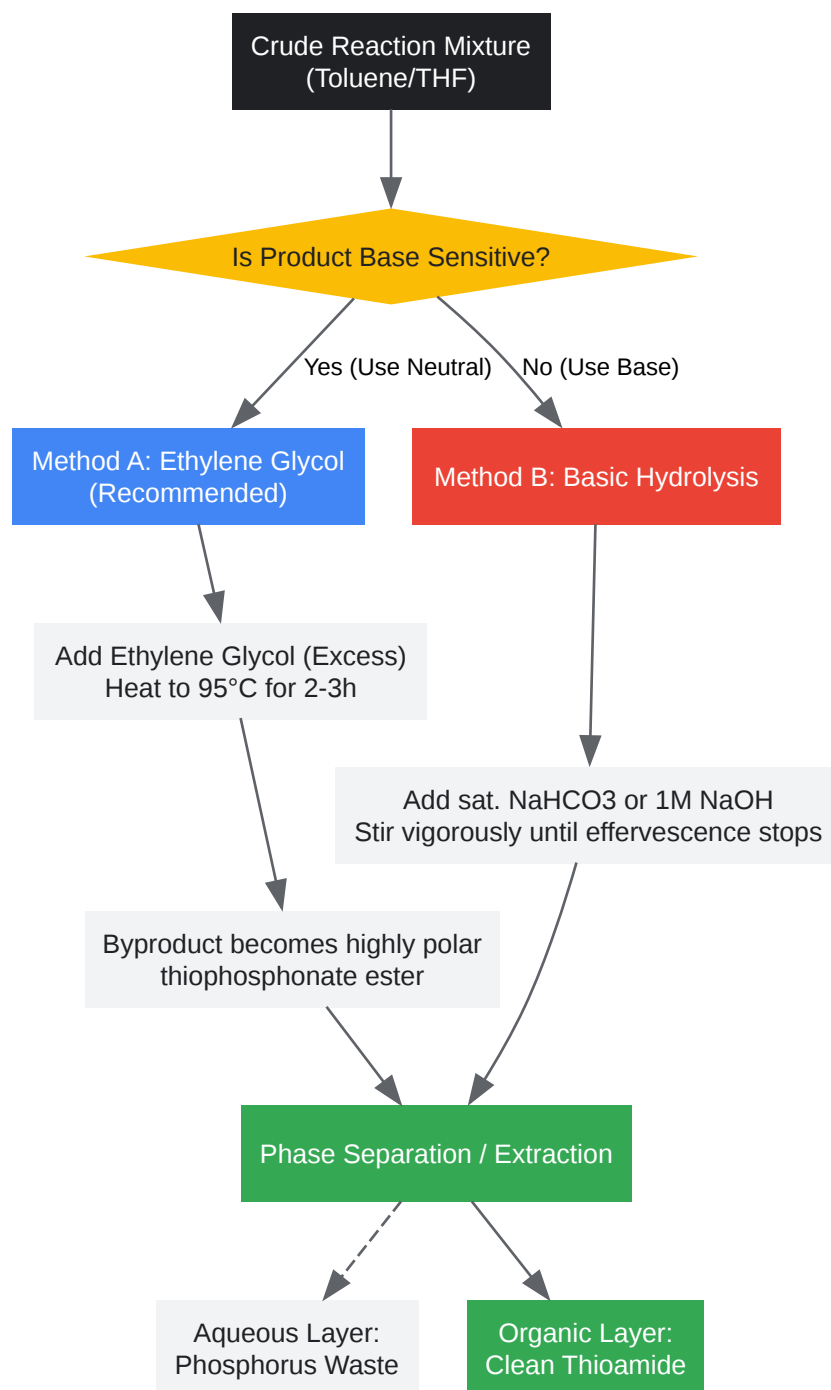 Crude Reaction Mixture
(Toluene/THF)
Is Product Base Sensitive?
Yes (Use Neutral)
No (Use Base)
Method A: Ethylene Glycol
(Recommended)
Method B: Basic Hydrolysis
Add Ethylene Glycol (Excess)
Heat to 95°C for 2-3h
Add sat. NaHCO3 or 1M NaOH
Stir vigorously until effervescence stops
Byproduct becomes highly polar
thiophosphonate ester
Phase Separation / Extraction
Aqueous Layer:
Phosphorus Waste
Organic Layer:
Clean Thioamide